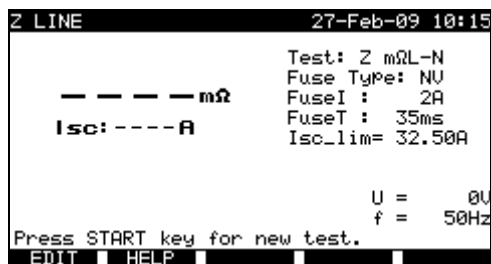 Z LINE 27-Feb-09 10:15
Test: Z mΩL-N
Fuse Type: NV
– – – – mΩ FuseI : 2A
Isc:----A FuseT : 35ms
Isc_lim= 32.50A
U = 0V
f = 50Hz
Press START key for new test.
EDIT HELP